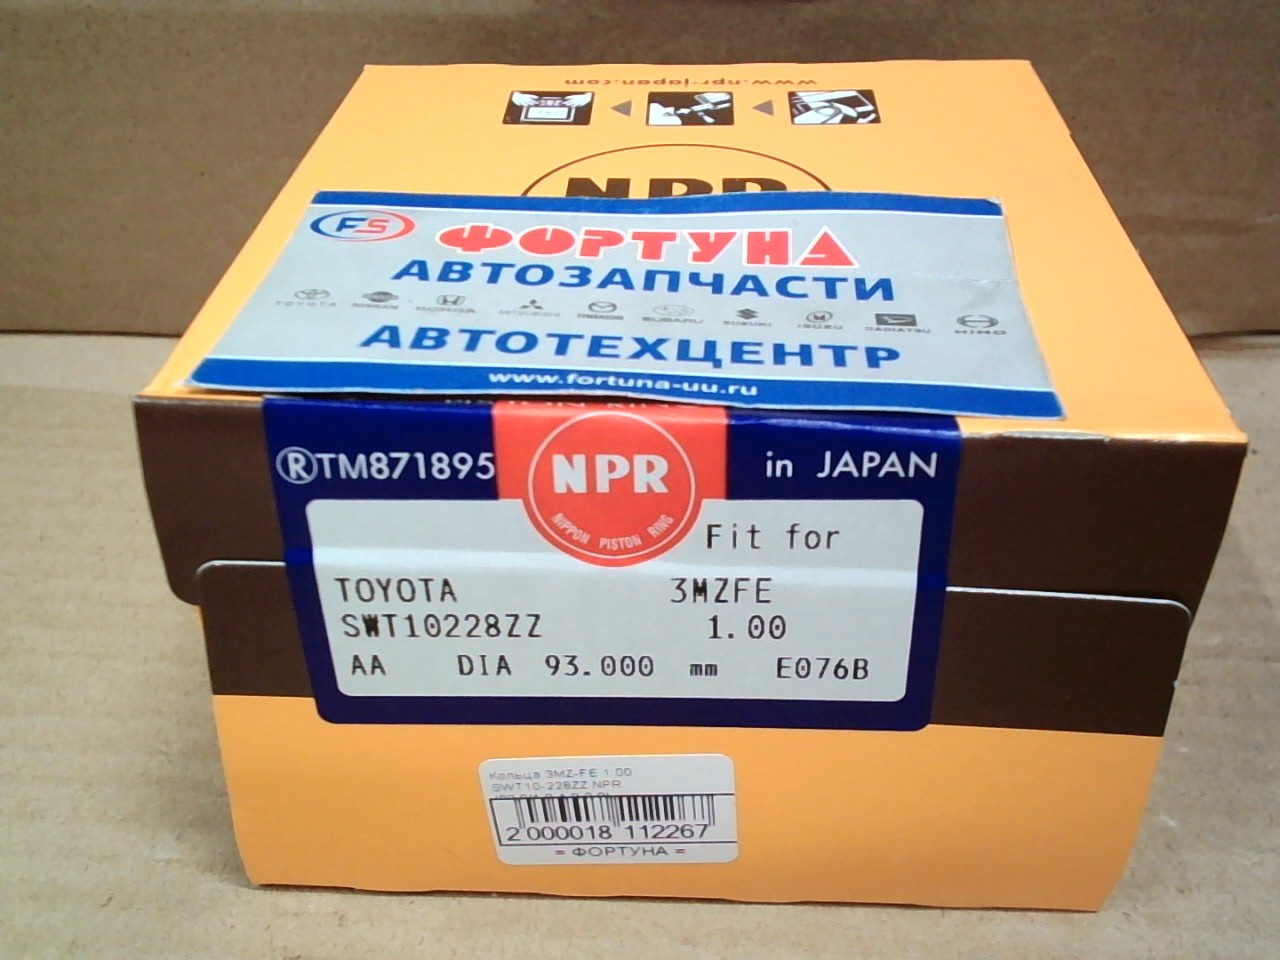 www.npr-japan.com
NPR
FS ФОРТУНА
АВТОЗАПЧАСТИ
TOYOTA NISSAN HONDA MITSUBISHI MAZDA SUBARU SUZUKI ISUZU DAIHATSU HINO
АВТОТЕХЦЕНТР
www.fortuna-uu.ru
®TM871895 NPR in JAPAN
NIPPON PISTON RING
Fit for
TOYOTA 3MZFE
SWT10228ZZ 1.00
AA DIA 93.000 mm E076B
Кольца 3MZ-FE 1.00
SWT10-228ZZ NPR
2 000018 112267
= ФОРТУНА =